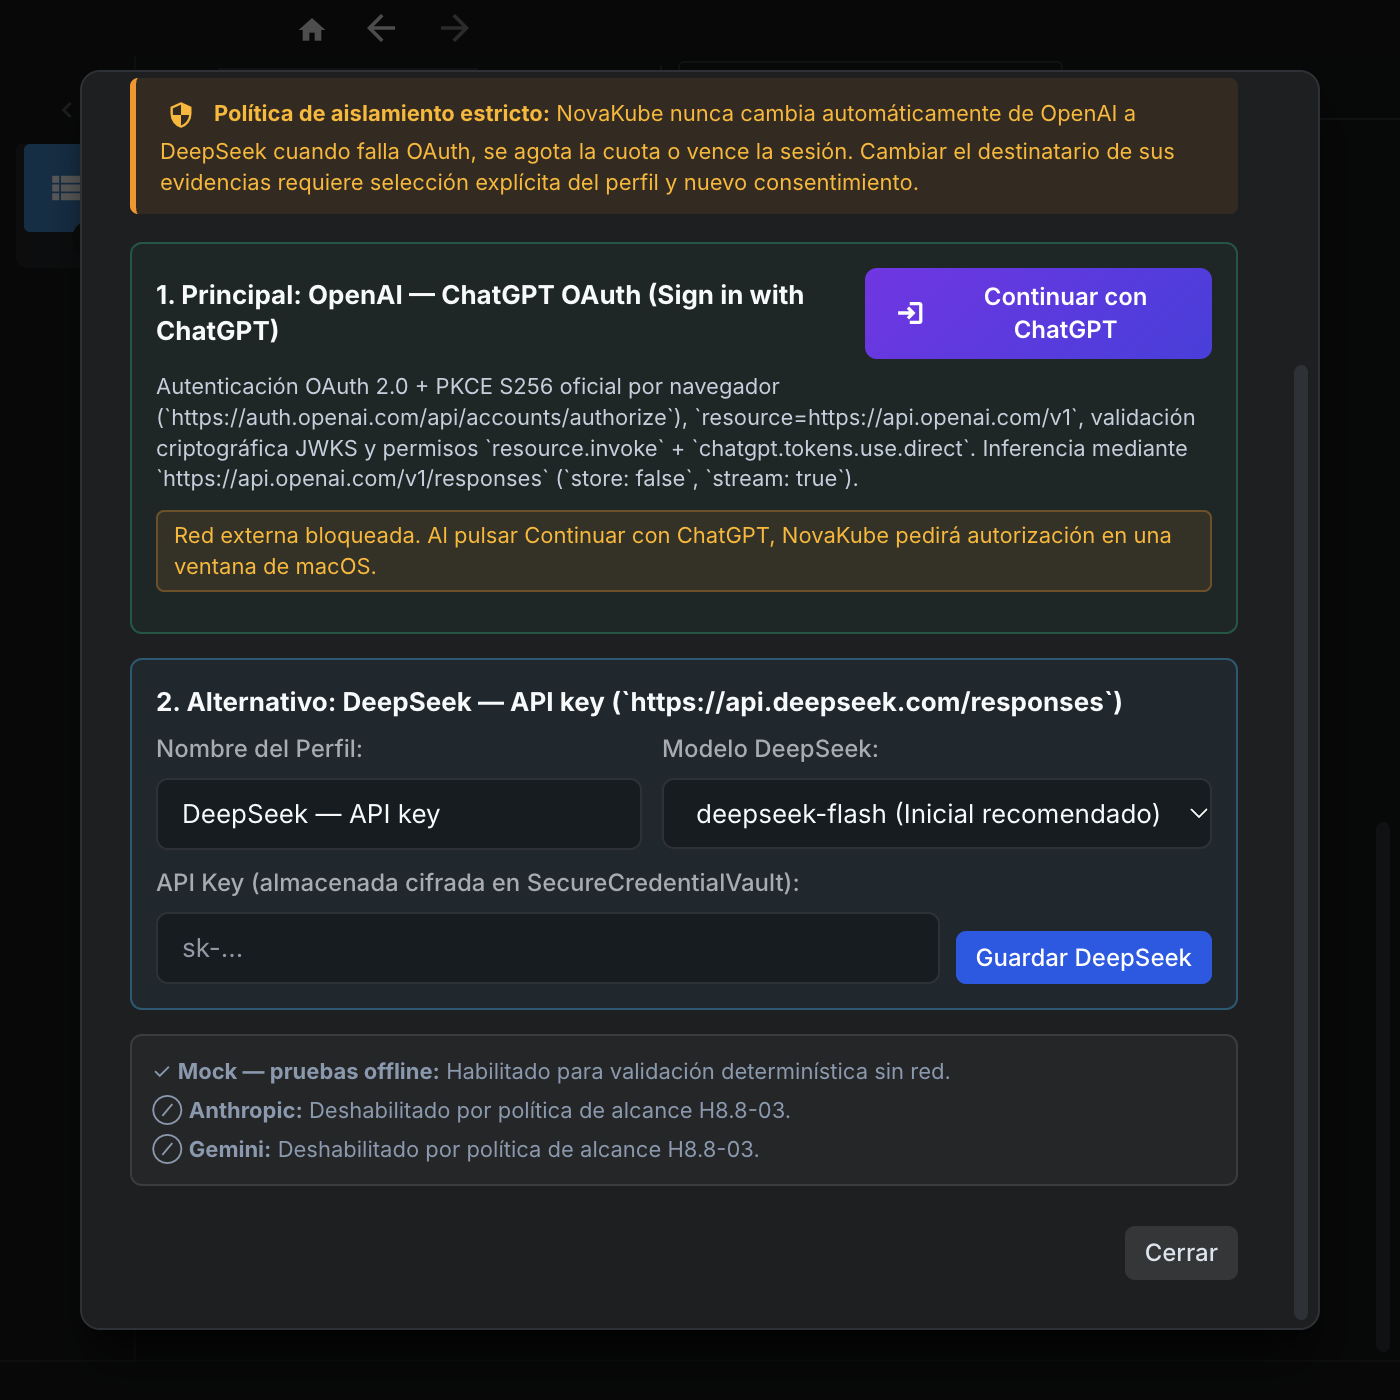 Política de aislamiento estricto: NovaKube nunca cambia automáticamente de OpenAI a
DeepSeek cuando falla OAuth, se agota la cuota o vence la sesión. Cambiar el destinatario de sus
evidencias requiere selección explícita del perfil y nuevo consentimiento.
1. Principal: OpenAI — ChatGPT OAuth (Sign in with
ChatGPT)
Continuar con
ChatGPT
Autenticación OAuth 2.0 + PKCE S256 oficial por navegador
(`https://auth.openai.com/api/accounts/authorize`), `resource=https://api.openai.com/v1`, validación
criptográfica JWKS y permisos `resource.invoke` + `chatgpt.tokens.use.direct`. Inferencia mediante
`https://api.openai.com/v1/responses` (`store: false`, `stream: true`).
Red externa bloqueada. Al pulsar Continuar con ChatGPT, NovaKube pedirá autorización en una
ventana de macOS.
2. Alternativo: DeepSeek — API key (`https://api.deepseek.com/responses`)
Nombre del Perfil:
Modelo DeepSeek:
DeepSeek — API key
deepseek-flash (Inicial recomendado)
API Key (almacenada cifrada en SecureCredentialVault):
sk-...
Guardar DeepSeek
✓ Mock — pruebas offline: Habilitado para validación determinística sin red.
Anthropic: Deshabilitado por política de alcance H8.8-03.
Gemini: Deshabilitado por política de alcance H8.8-03.
Cerrar